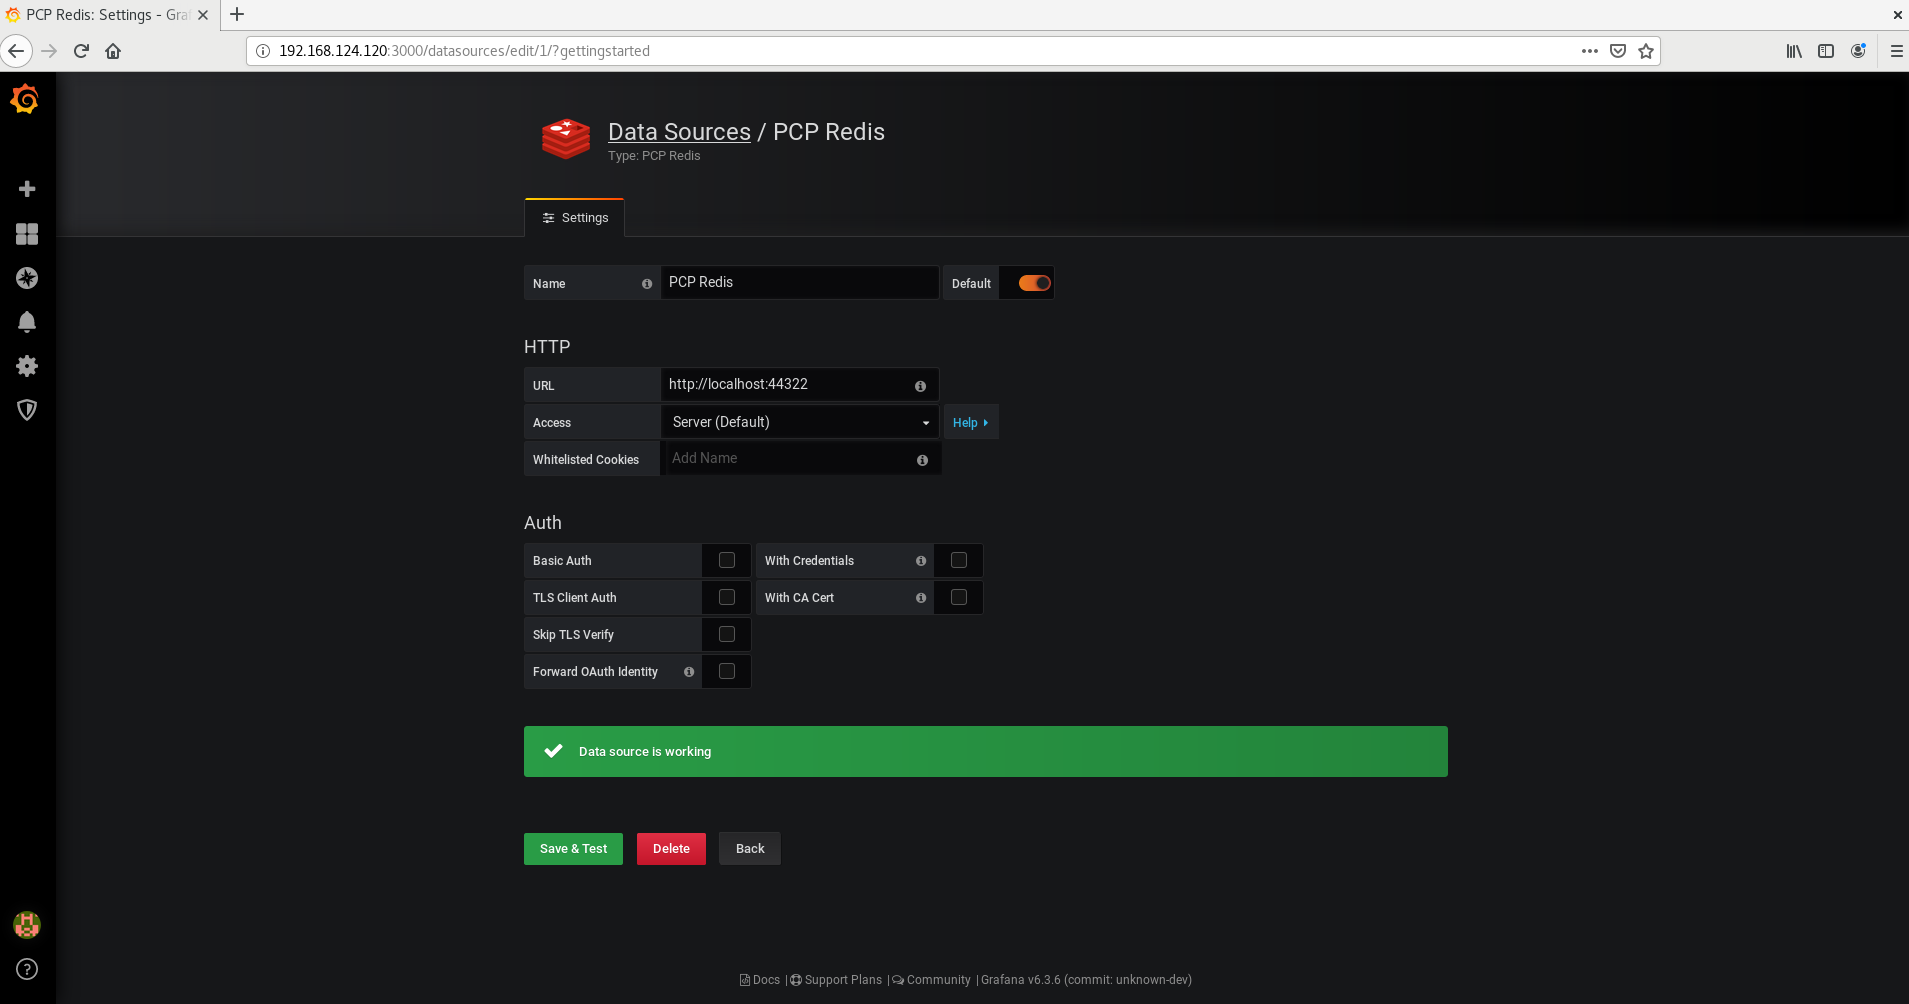 PCP Redis: Settings - Graf
192.168.124.120:3000/datasources/edit/1/?gettingstarted
Data Sources / PCP Redis
Type: PCP Redis
Settings
Name PCP Redis Default
HTTP
URL http://localhost:44322
Access Server (Default) Help
Whitelisted Cookies Add Name
Auth
Basic Auth With Credentials
TLS Client Auth With CA Cert
Skip TLS Verify
Forward OAuth Identity
Data source is working
Save & Test Delete Back
Docs | Support Plans | Community | Grafana v6.3.6 (commit: unknown-dev)